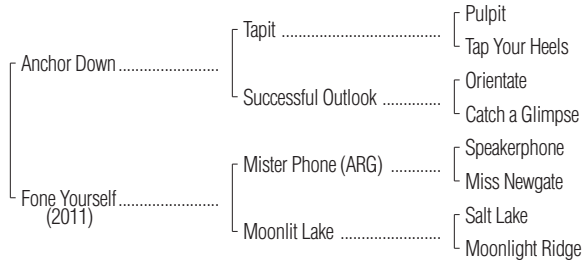 Pulpit
Tapit
Tap Your Heels
Anchor Down
Orientate
Successful Outlook
Catch a Glimpse
Speakerphone
Mister Phone (ARG)
Miss Newgate
Fone Yourself
(2011)
Salt Lake
Moonlit Lake
Moonlight Ridge